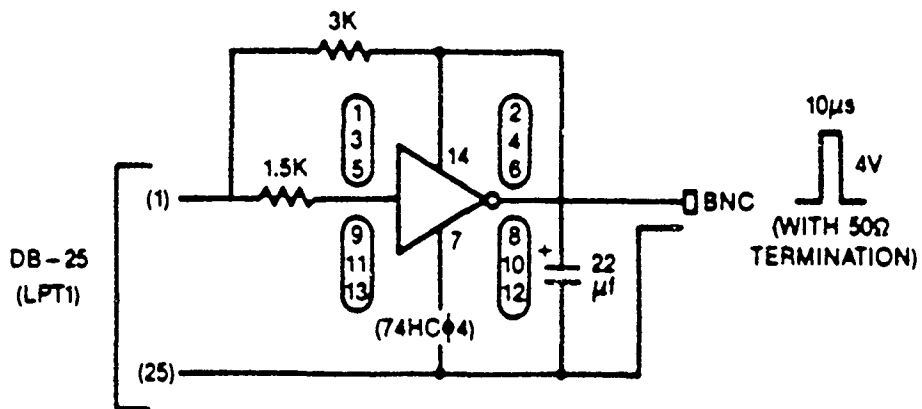 3K
1
3
5
2
4
6
10μs
4V
14
1.5K
(1)
BNC
(WITH 50Ω
TERMINATION)
7
9
11
13
8
10
12
+
22
μf
DB-25
(LPT1)
(74HCϕ4)
(25)